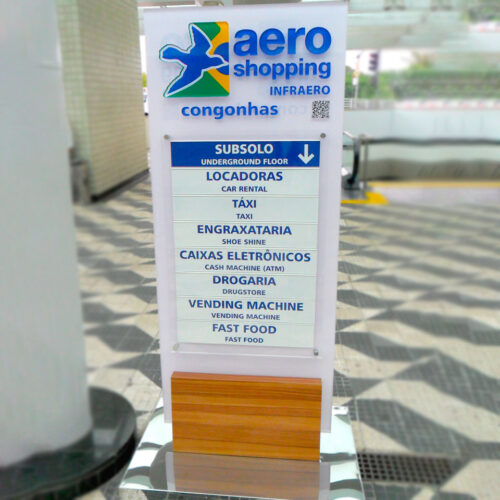 aero
shopping
INFRAERO
congonhas
SUBSOLO
UNDERGROUND FLOOR
LOCADORAS
CAR RENTAL
TÁXI
TAXI
ENGRAXATARIA
SHOE SHINE
CAIXAS ELETRÔNICOS
CASH MACHINE (ATM)
DROGARIA
DRUGSTORE
VENDING MACHINE
VENDING MACHINE
FAST FOOD
FAST FOOD